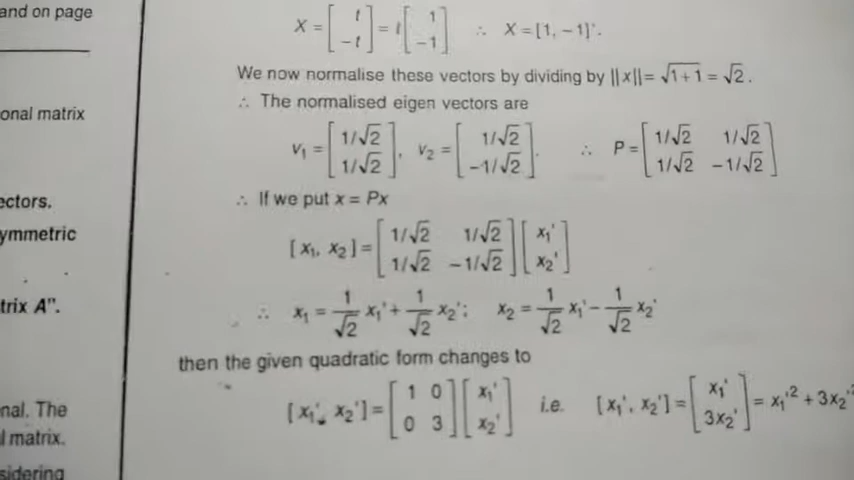 and on page
onal matrix
ectors.
ymmetric
trix A".
nal. The
l matrix.
sidering
X = [ t -t ] = t [ 1 -1 ] ∴ X = [1, -1]'.
We now normalise these vectors by dividing by ||x|| = √1+1 = √2.
∴ The normalised eigen vectors are
v₁ = [ 1/√2 1/√2 ], v₂ = [ 1/√2 -1/√2 ]. ∴ P = [ 1/√2 1/√2 1/√2 -1/√2 ]
∴ If we put x = Px
[ x₁, x₂ ] = [ 1/√2 1/√2 1/√2 -1/√2 ] [ x₁' x₂' ]
∴ x₁ = 1/√2 x₁' + 1/√2 x₂'; x₂ = 1/√2 x₁' - 1/√2 x₂'
then the given quadratic form changes to
[ x₁', x₂' ] = [ 1 0 0 3 ] [ x₁' x₂' ] i.e. [ x₁', x₂' ] = [ x₁' 3x₂' ] = x₁'² + 3x₂'²